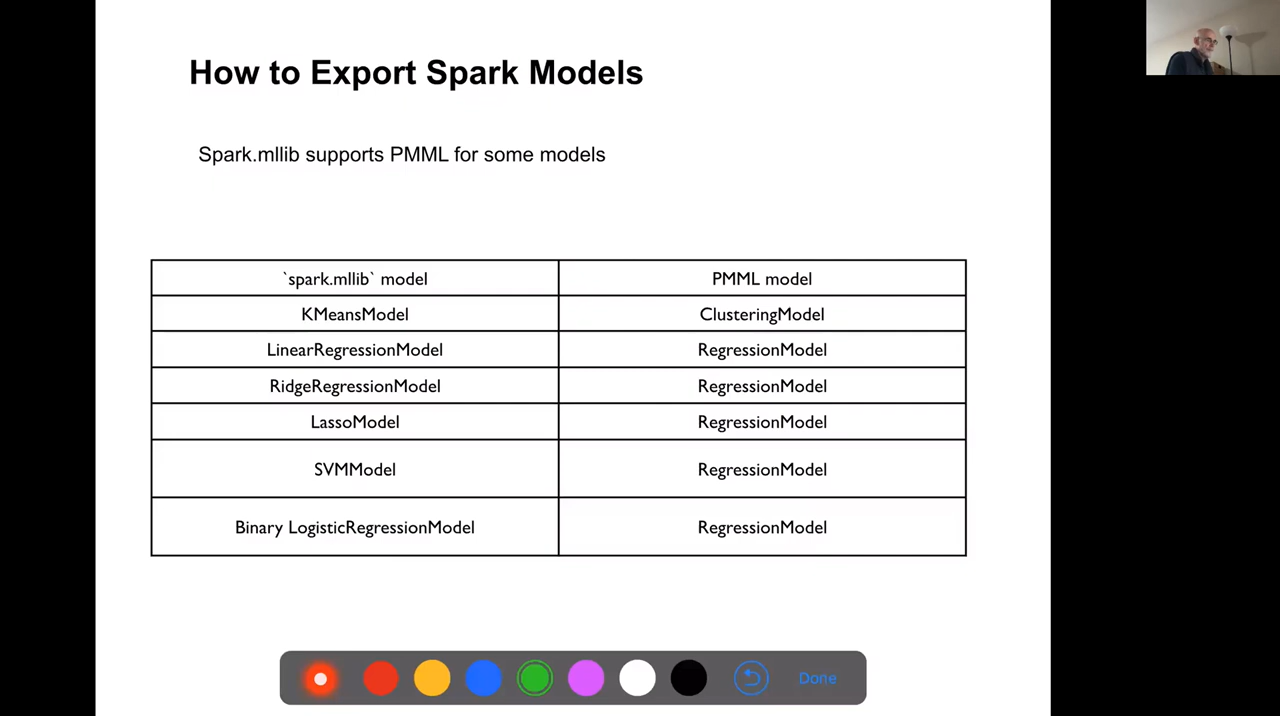 How to Export Spark Models
Spark.mllib supports PMML for some models
`spark.mllib` model PMML model
KMeansModel ClusteringModel
LinearRegressionModel RegressionModel
RidgeRegressionModel RegressionModel
LassoModel RegressionModel
SVMModel RegressionModel
Binary LogisticRegressionModel RegressionModel
Done